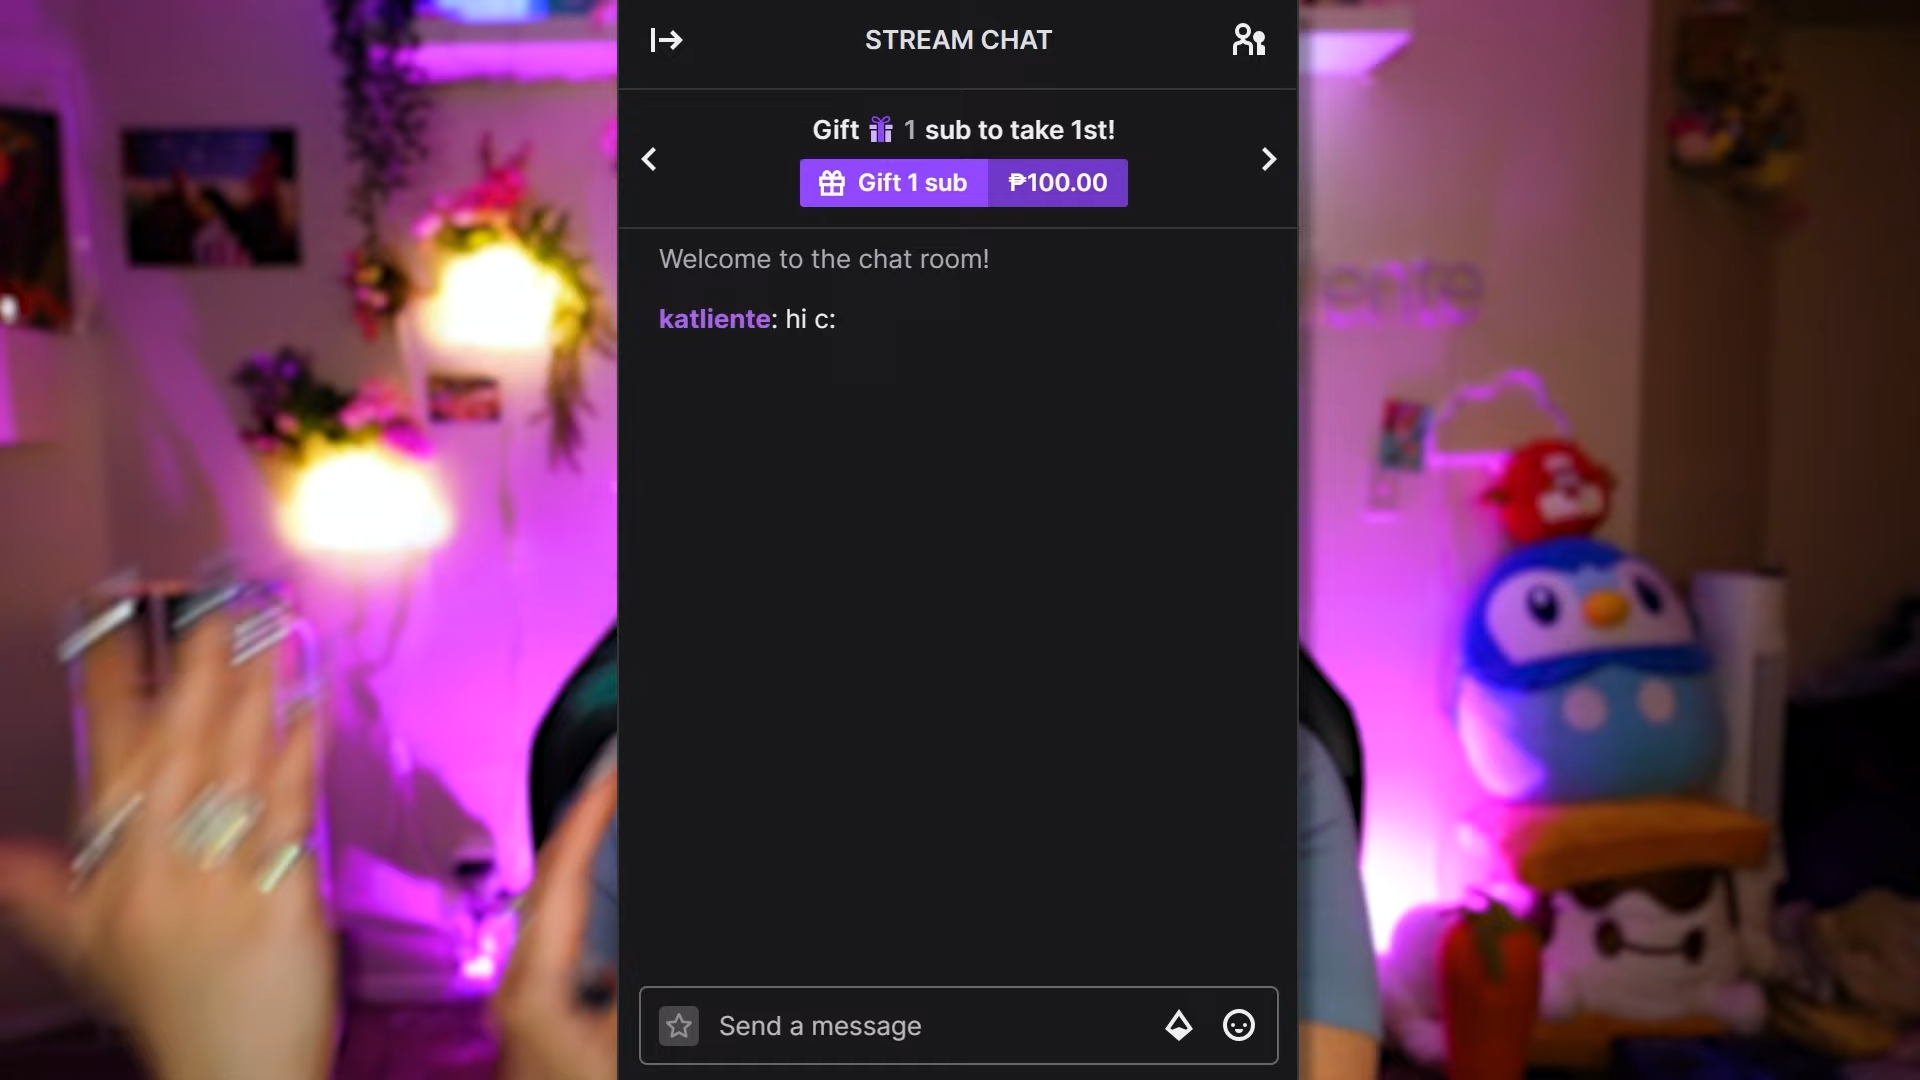 STREAM CHAT
Gift 1 sub to take 1st!
Gift 1 sub ₱100.00
Welcome to the chat room!
katliente: hi c:
ente
Send a message